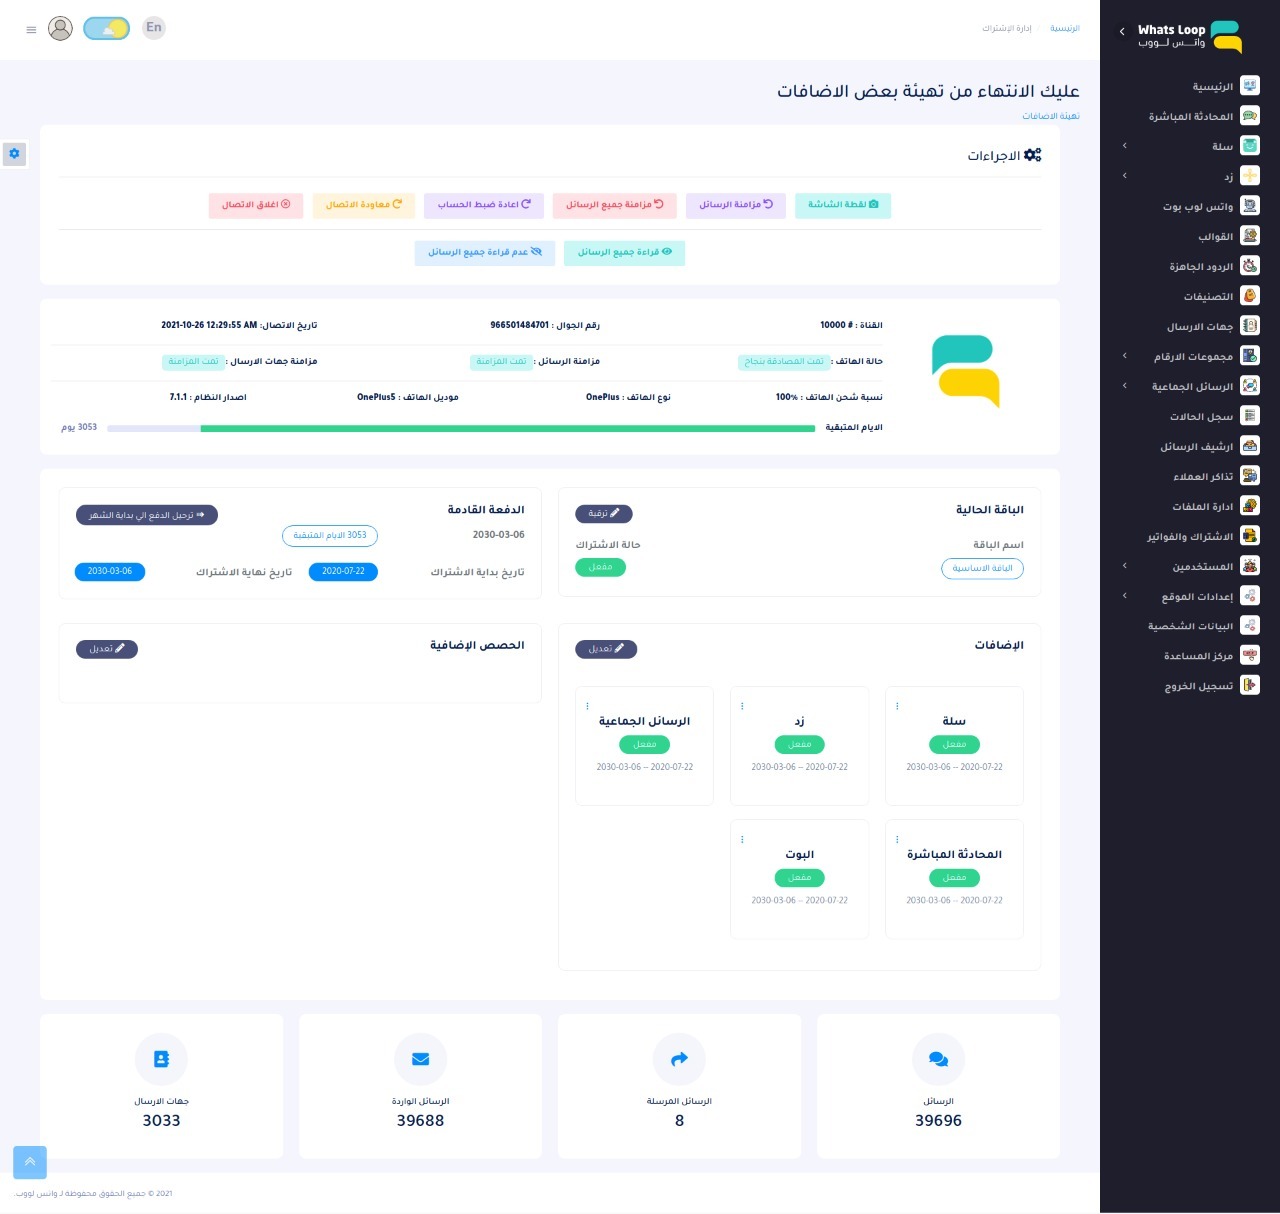 Whats Loop
واتــس لـــووب
الرئيسية
المحادثة المباشرة
سلة
زد
واتس لوب بوت
القوالب
الردود الجاهزة
التصنيفات
جهات الارسال
مجموعات الارقام
الرسائل الجماعية
سجل الحالات
ارشيف الرسائل
تذاكر العملاء
ادارة الملفات
الاشتراك والفواتير
المستخدمين
إعدادات الموقع
البيانات الشخصية
مركز المساعدة
تسجيل الخروج
الرئيسية / إدارة الإشتراك
En
عليك الانتهاء من تهيئة بعض الاضافات
تهيئة الاضافات
الاجراءات
لقطة الشاشة مزامنة الرسائل مزامنة جميع الرسائل اعادة ضبط الحساب معاودة الاتصال اغلاق الاتصال
قراءة جميع الرسائل عدم قراءة جميع الرسائل
القناة : # 10000 رقم الجوال : 966501484701 تاريخ الاتصال: 2021-10-26 12:29:55 AM
حالة الهاتف : تمت المصادقة بنجاح مزامنة الرسائل : تمت المزامنة مزامنة جهات الارسال : تمت المزامنة
نسبة شحن الهاتف : 100% نوع الهاتف : OnePlus موديل الهاتف : OnePlus5 اصدار النظام : 7.1.1
الايام المتبقية 3053 يوم
الباقة الحالية ترقية
اسم الباقة حالة الاشتراك
الباقة الاساسية مفعل
الدفعة القادمة ترحيل الدفع الي بداية الشهر
2030-03-06 3053 الايام المتبقية
تاريخ بداية الاشتراك 2020-07-22 تاريخ نهاية الاشتراك 2030-03-06
الإضافات تعديل
سلة زد الرسائل الجماعية
مفعل مفعل مفعل
2020-07-22 -- 2030-03-06 2020-07-22 -- 2030-03-06 2020-07-22 -- 2030-03-06
المحادثة المباشرة البوت
مفعل مفعل
2020-07-22 -- 2030-03-06 2020-07-22 -- 2030-03-06
الحصص الإضافية تعديل
الرسائل الرسائل المرسلة الرسائل الواردة جهات الارسال
39696 8 39688 3033
2021 © جميع الحقوق محفوظة لـ واتس لووب.